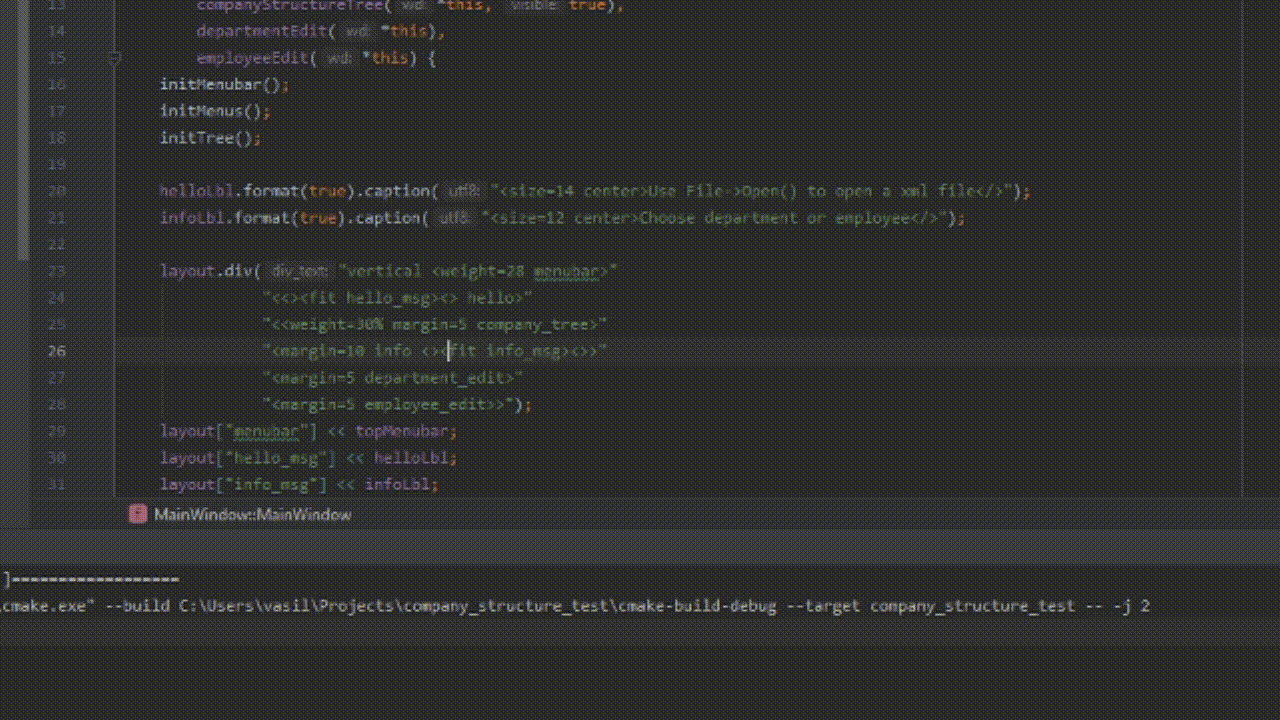 13 companyStructureTree( wd: *this, visible: true),
14 departmentEdit( wd: *this),
15 employeeEdit( wd: *this) {
16 initMenubar();
17 initMenus();
18 initTree();
19
20 helloLbl.format(true).caption( utf8: "<size=14 center>Use File->Open() to open a xml file</>");
21 infoLbl.format(true).caption( utf8: "<size=12 center>Choose department or employee</>");
22
23 layout.div( div_text: "vertical <weight=28 menubar>"
24 "<<><fit hello_msg><> hello>"
25 "<<weight=30% margin=5 company_tree>"
26 "<margin=10 info <><fit info_msg><>>"
27 "<margin=5 department_edit>"
28 "<margin=5 employee_edit>>");
29 layout["menubar"] << topMenubar;
30 layout["hello_msg"] << helloLbl;
31 layout["info_msg"] << infoLbl;
f MainWindow::MainWindow
]==================
\cmake.exe" --build C:\Users\vasil\Projects\company_structure_test\cmake-build-debug --target company_structure_test -- -j 2